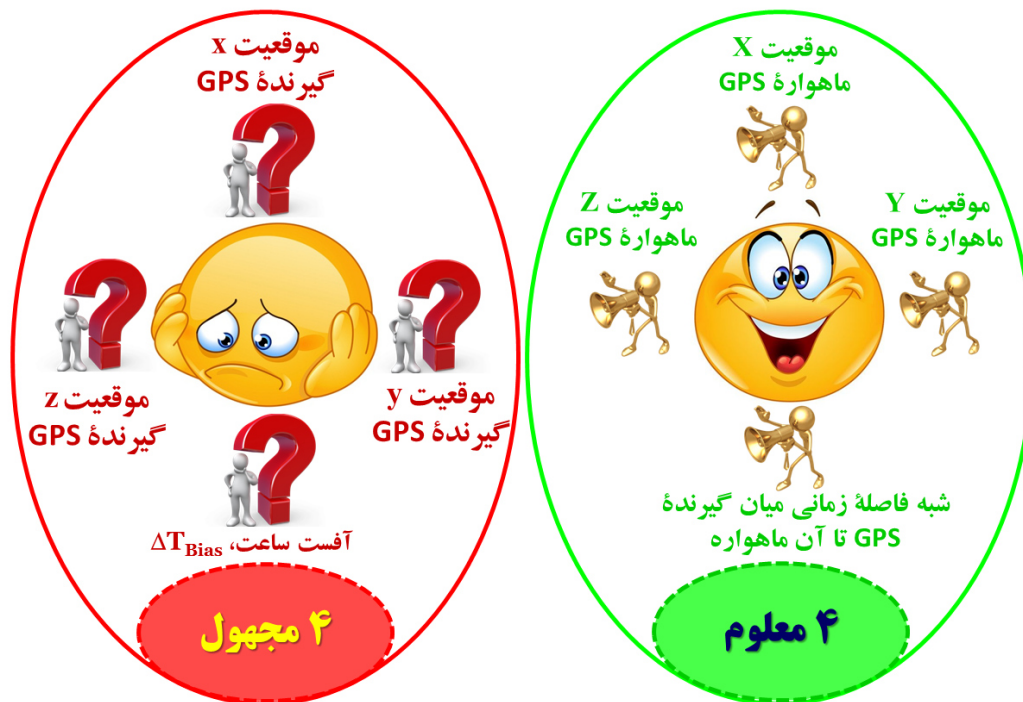 موقعیت X
ماهوارهٔ GPS
موقعیت Y
ماهوارهٔ GPS
موقعیت Z
ماهوارهٔ GPS
شبه فاصلهٔ زمانی میان گیرندهٔ
GPS تا آن ماهواره
۴ معلوم
موقعیت x
گیرندهٔ GPS
موقعیت y
گیرندهٔ GPS
موقعیت z
گیرندهٔ GPS
آفست ساعت، ΔT_Bias
۴ مجهول